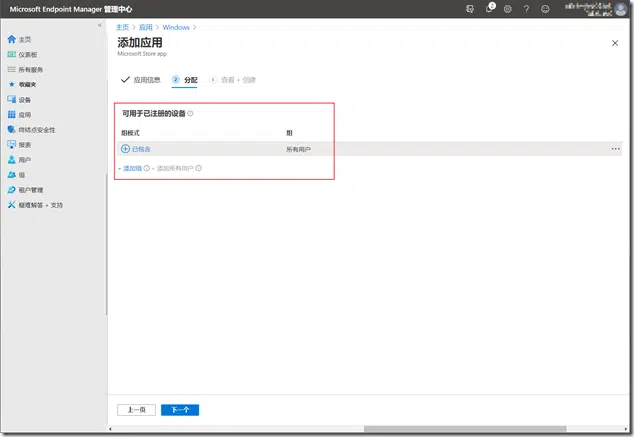 Microsoft Endpoint Manager 管理中心
2
«
主页
仪表板
所有服务
收藏夹
设备
应用
终结点安全性
报表
用户
组
租户管理
疑难解答 + 支持
主页 > 应用 > Windows >
添加应用
Microsoft Store app
应用信息 2 分配 3 查看 + 创建
可用于已注册的设备
组模式 组
已包含 所有用户 ...
+ 添加组 + 添加所有用户
上一页 下一个